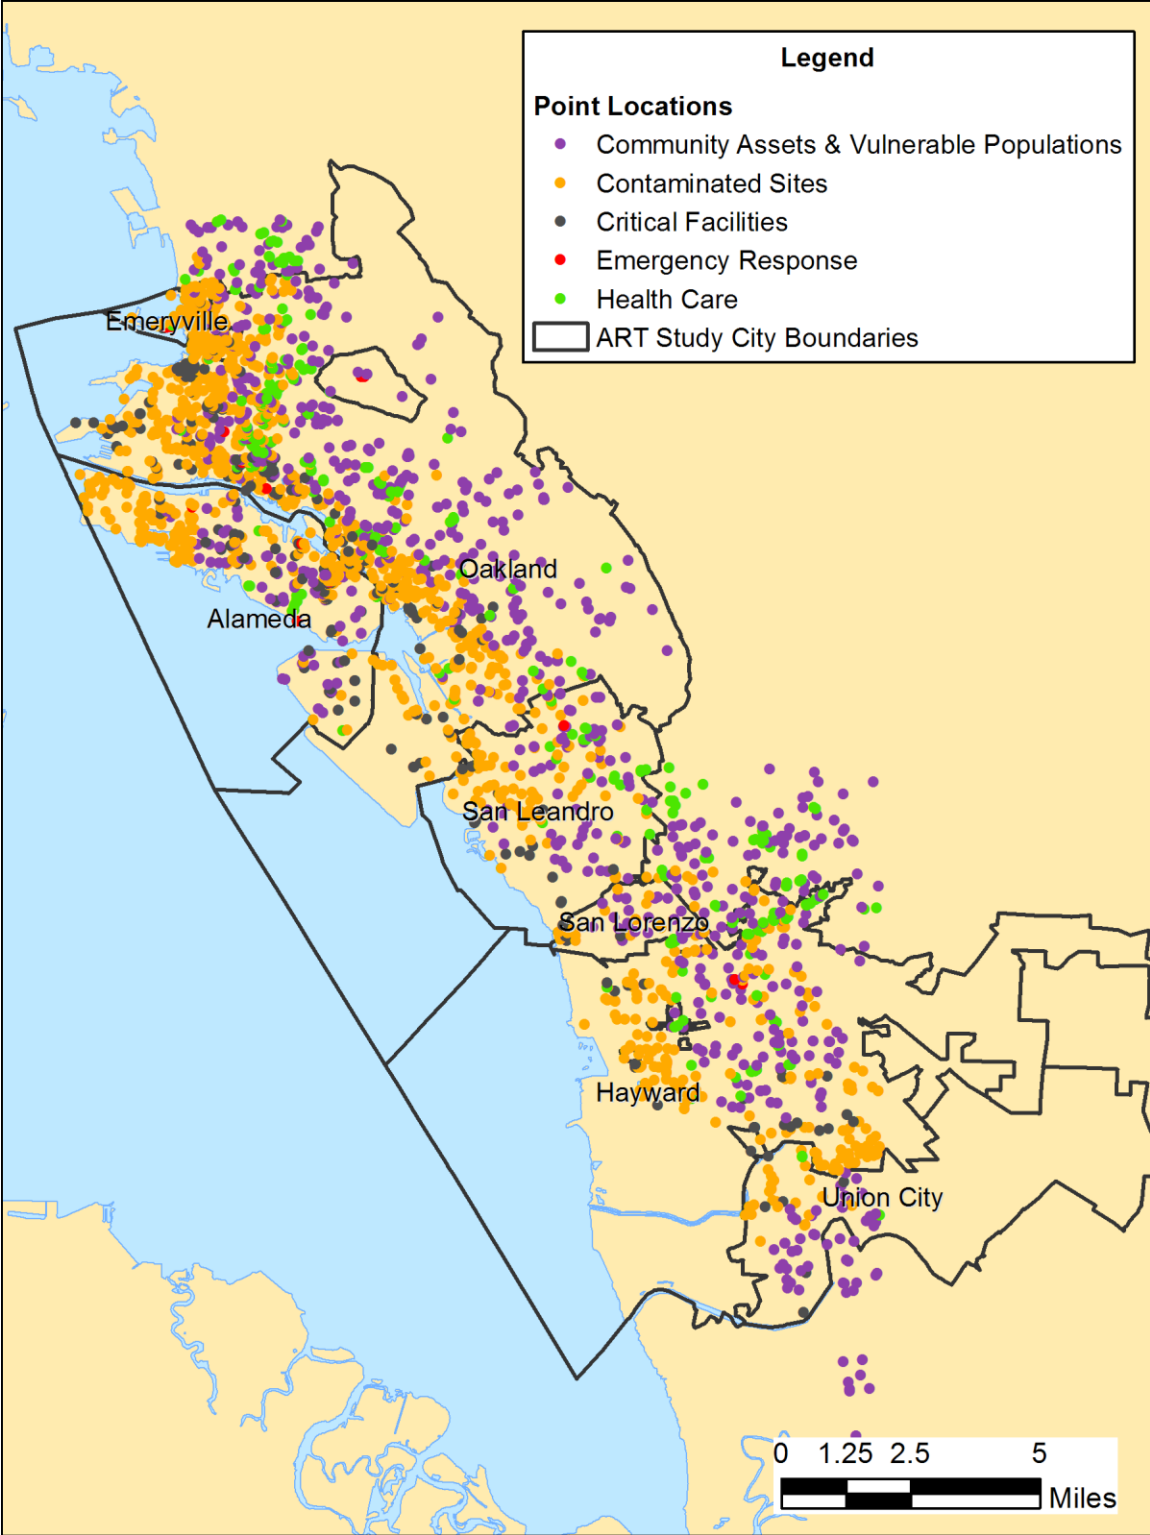 Legend
Point Locations
Community Assets & Vulnerable Populations
Contaminated Sites
Critical Facilities
Emergency Response
Health Care
ART Study City Boundaries
Emeryville
Oakland
Alameda
San Leandro
San Lorenzo
Hayward
Union City
0 1.25 2.5 5
Miles